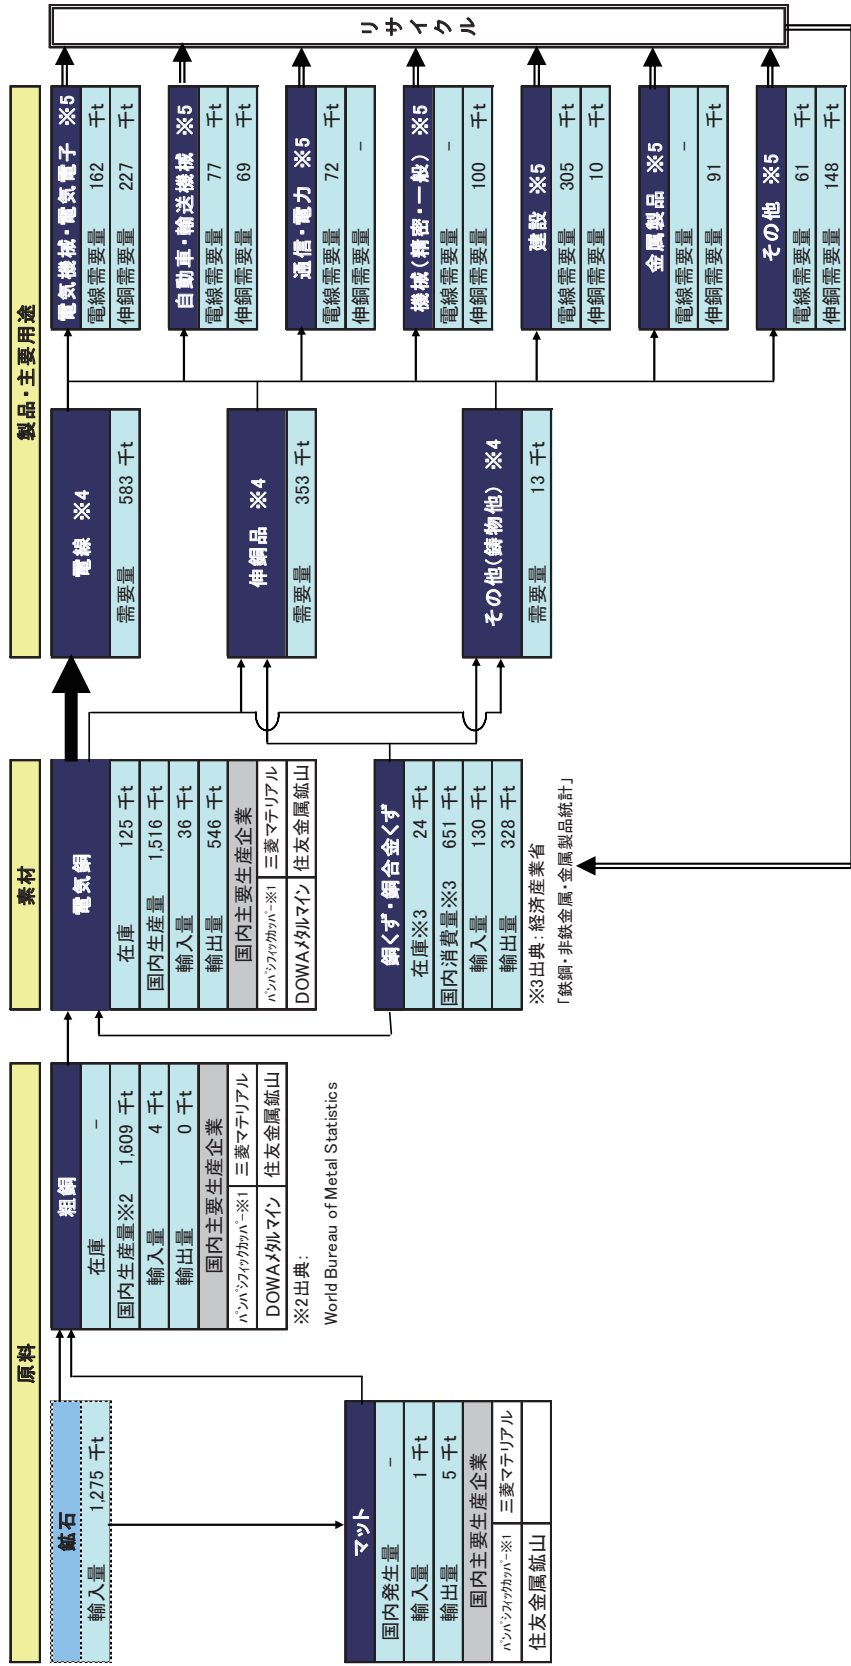 原料
素材
製品・主要用途
鉱石
輸入量 1,275 千t
マット
国内発生量 -
輸入量 1 千t
輸出量 5 千t
国内主要生産企業
パンパシフィックカッパー※1 三菱マテリアル
住友金属鉱山
粗銅
在庫 -
国内生産量※2 1,609 千t
輸入量 4 千t
輸出量 0 千t
国内主要生産企業
パンパシフィックカッパー※1 三菱マテリアル
DOWAメタルマイン 住友金属鉱山
※2出典:
World Bureau of Metal Statistics
電気銅
在庫 125 千t
国内生産量 1,516 千t
輸入量 36 千t
輸出量 546 千t
国内主要生産企業
パンパシフィックカッパー※1 三菱マテリアル
DOWAメタルマイン 住友金属鉱山
銅くず・銅合金くず
在庫※3 24 千t
国内消費量※3 651 千t
輸入量 130 千t
輸出量 328 千t
※3出典:経済産業省
「鉄鋼・非鉄金属・金属製品統計」
電線 ※4
需要量 583 千t
伸銅品 ※4
需要量 353 千t
その他(鋳物他) ※4
需要量 13 千t
電気機械・電気電子 ※5
電線需要量 162 千t
伸銅需要量 227 千t
自動車・輸送機械 ※5
電線需要量 77 千t
伸銅需要量 69 千t
通信・電力 ※5
電線需要量 72 千t
伸銅需要量 -
機械(精密・一般) ※5
電線需要量 -
伸銅需要量 100 千t
建設 ※5
電線需要量 305 千t
伸銅需要量 10 千t
金属製品 ※5
電線需要量 -
伸銅需要量 91 千t
その他 ※5
電線需要量 61 千t
伸銅需要量 148 千t
リサイクル